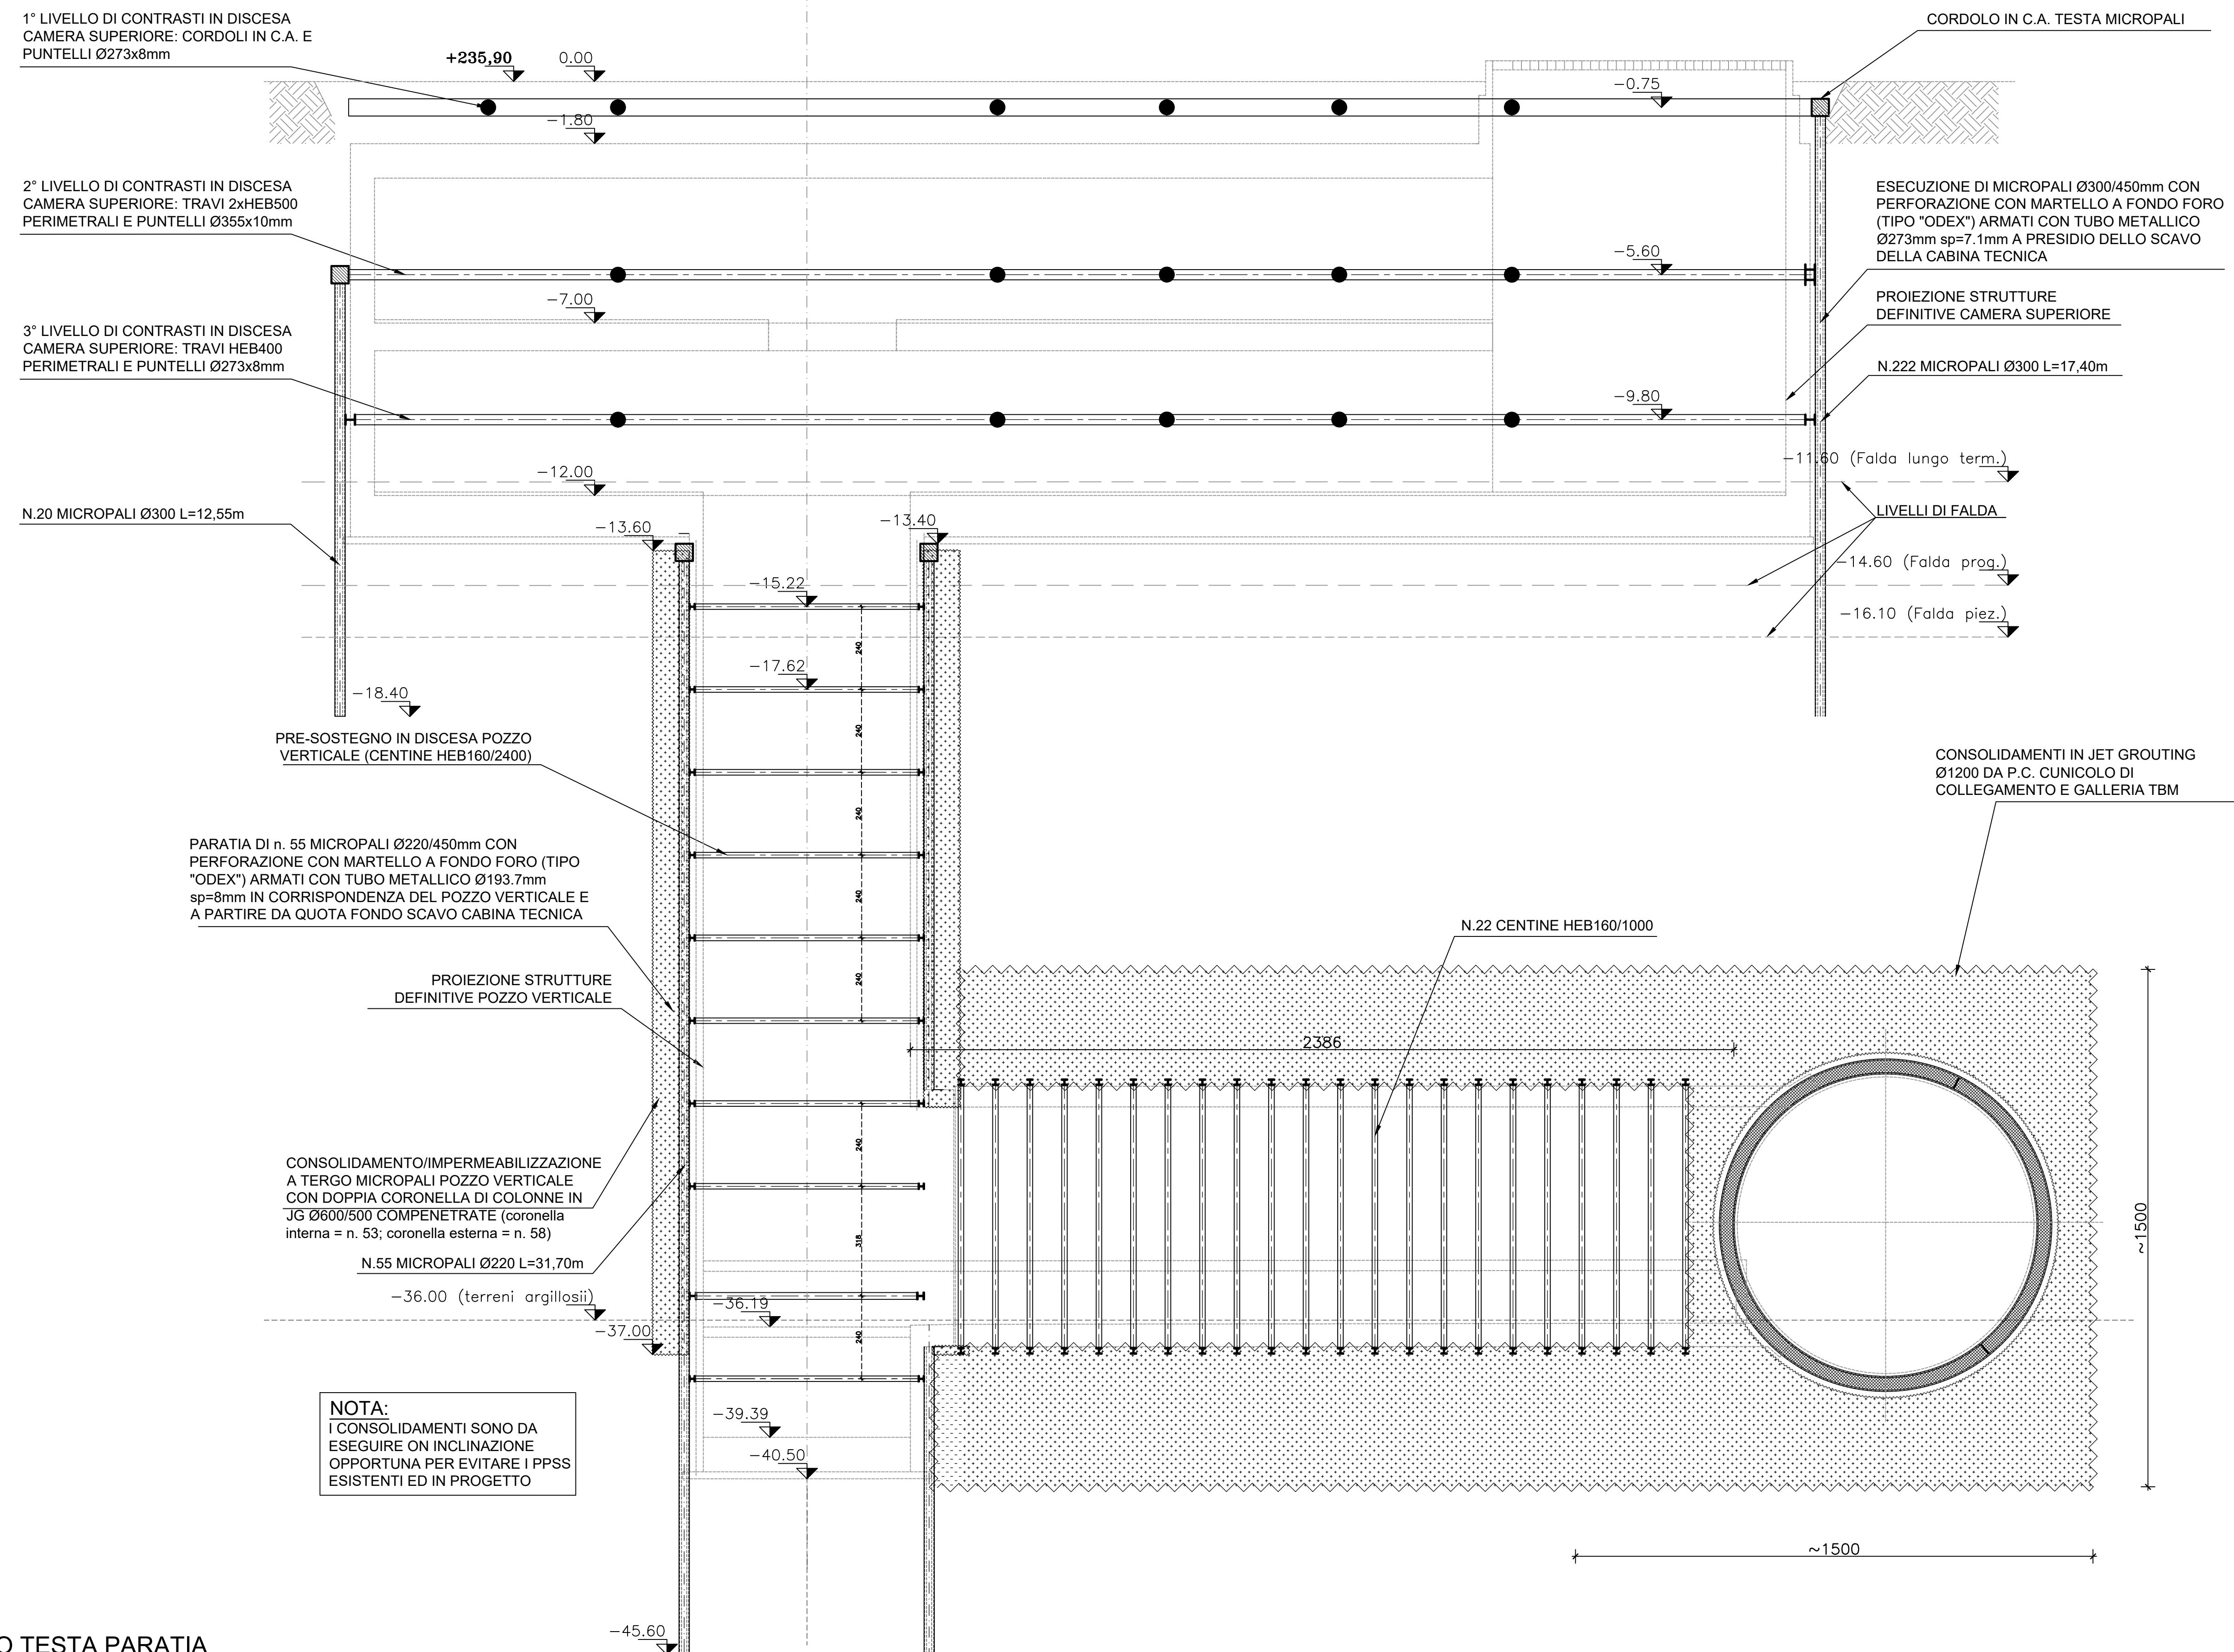 1° LIVELLO DI CONTRASTI IN DISCESA
CAMERA SUPERIORE: CORDOLI IN C.A. E
PUNTELLI Ø273x8mm
+235,90
0.00
CORDOLO IN C.A. TESTA MICROPALI
-0.75
-1.80
2° LIVELLO DI CONTRASTI IN DISCESA
CAMERA SUPERIORE: TRAVI 2xHEB500
PERIMETRALI E PUNTELLI Ø355x10mm
ESECUZIONE DI MICROPALI Ø300/450mm CON
PERFORAZIONE CON MARTELLO A FONDO FORO
(TIPO "ODEX") ARMATI CON TUBO METALLICO
Ø273mm sp=7.1mm A PRESIDIO DELLO SCAVO
DELLA CABINA TECNICA
-5.60
-7.00
PROIEZIONE STRUTTURE
DEFINITIVE CAMERA SUPERIORE
3° LIVELLO DI CONTRASTI IN DISCESA
CAMERA SUPERIORE: TRAVI HEB400
PERIMETRALI E PUNTELLI Ø273x8mm
N.222 MICROPALI Ø300 L=17,40m
-9.80
-11.60 (Falda lungo term.)
-12.00
N.20 MICROPALI Ø300 L=12,55m
LIVELLI DI FALDA
-13.60
-13.40
-14.60 (Falda prog.)
-15.22
-16.10 (Falda piez.)
240
-17.62
-18.40
240
PRE-SOSTEGNO IN DISCESA POZZO
VERTICALE (CENTINE HEB160/2400)
CONSOLIDAMENTI IN JET GROUTING
Ø1200 DA P.C. CUNICOLO DI
COLLEGAMENTO E GALLERIA TBM
240
PARATIA DI n. 55 MICROPALI Ø220/450mm CON
PERFORAZIONE CON MARTELLO A FONDO FORO (TIPO
"ODEX") ARMATI CON TUBO METALLICO Ø193.7mm
sp=8mm IN CORRISPONDENZA DEL POZZO VERTICALE E
A PARTIRE DA QUOTA FONDO SCAVO CABINA TECNICA
240
N.22 CENTINE HEB160/1000
240
PROIEZIONE STRUTTURE
DEFINITIVE POZZO VERTICALE
2386
240
CONSOLIDAMENTO/IMPERMEABILIZZAZIONE
A TERGO MICROPALI POZZO VERTICALE
CON DOPPIA CORONELLA DI COLONNE IN
JG Ø600/500 COMPENETRATE (coronella
interna = n. 53; coronella esterna = n. 58)
318
~1500
N.55 MICROPALI Ø220 L=31,70m
-36.00 (terreni argillosii)
-36.19
-37.00
240
NOTA:
I CONSOLIDAMENTI SONO DA
ESEGUIRE ON INCLINAZIONE
OPPORTUNA PER EVITARE I PPSS
ESISTENTI ED IN PROGETTO
-39.39
-40.50
~1500
-45.60
O TESTA PARATIA